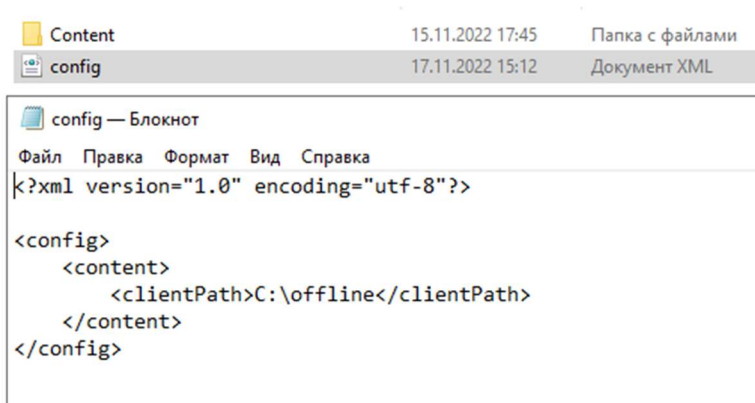 Content 15.11.2022 17:45 Папка с файлами
config 17.11.2022 15:12 Документ XML
config — Блокнот
Файл Правка Формат Вид Справка
<?xml version="1.0" encoding="utf-8"?>
<config>
<content>
<clientPath>C:\offline</clientPath>
</content>
</config>